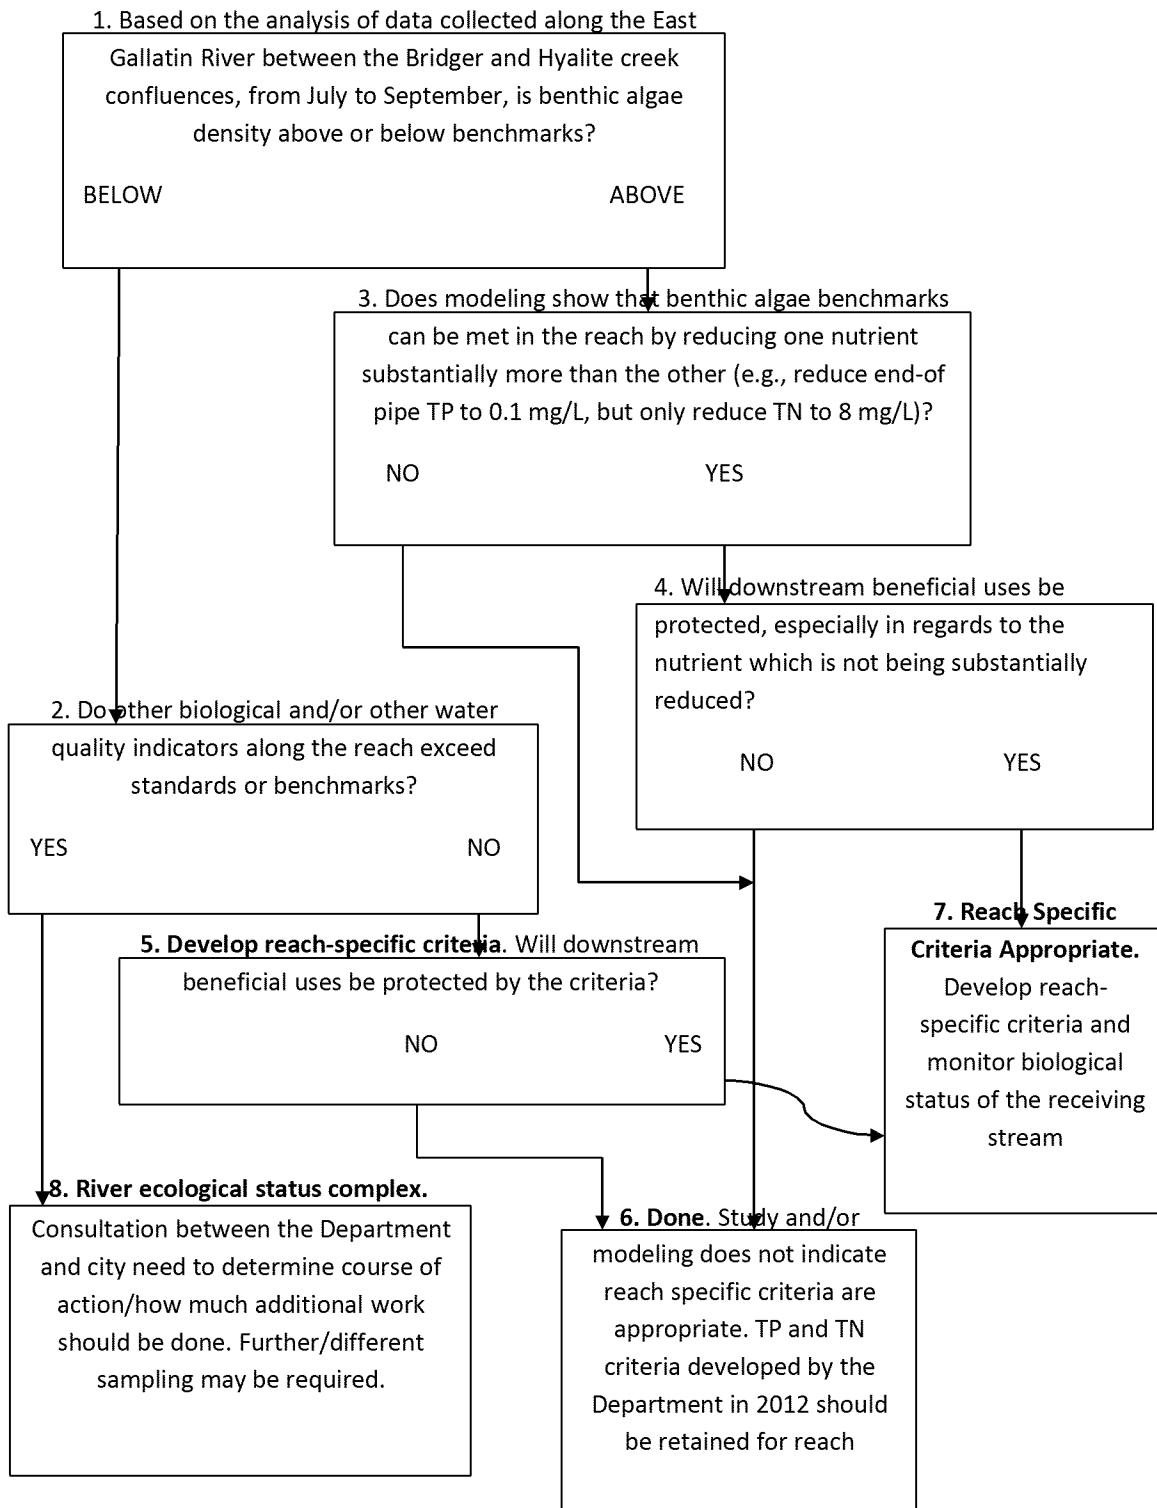 1. Based on the analysis of data collected along the East
Gallatin River between the Bridger and Hyalite creek
confluences, from July to September, is benthic algae
density above or below benchmarks?
BELOW ABOVE
3. Does modeling show that benthic algae benchmarks
can be met in the reach by reducing one nutrient
substantially more than the other (e.g., reduce end-of
pipe TP to 0.1 mg/L, but only reduce TN to 8 mg/L)?
NO YES
4. Will downstream beneficial uses be
protected, especially in regards to the
nutrient which is not being substantially
reduced?
NO YES
2. Do other biological and/or other water
quality indicators along the reach exceed
standards or benchmarks?
YES NO
5. Develop reach-specific criteria. Will downstream
beneficial uses be protected by the criteria?
NO YES
7. Reach Specific
Criteria Appropriate.
Develop reach-
specific criteria and
monitor biological
status of the receiving
stream
8. River ecological status complex.
Consultation between the Department
and city need to determine course of
action/how much additional work
should be done. Further/different
sampling may be required.
6. Done. Study and/or
modeling does not indicate
reach specific criteria are
appropriate. TP and TN
criteria developed by the
Department in 2012 should
be retained for reach